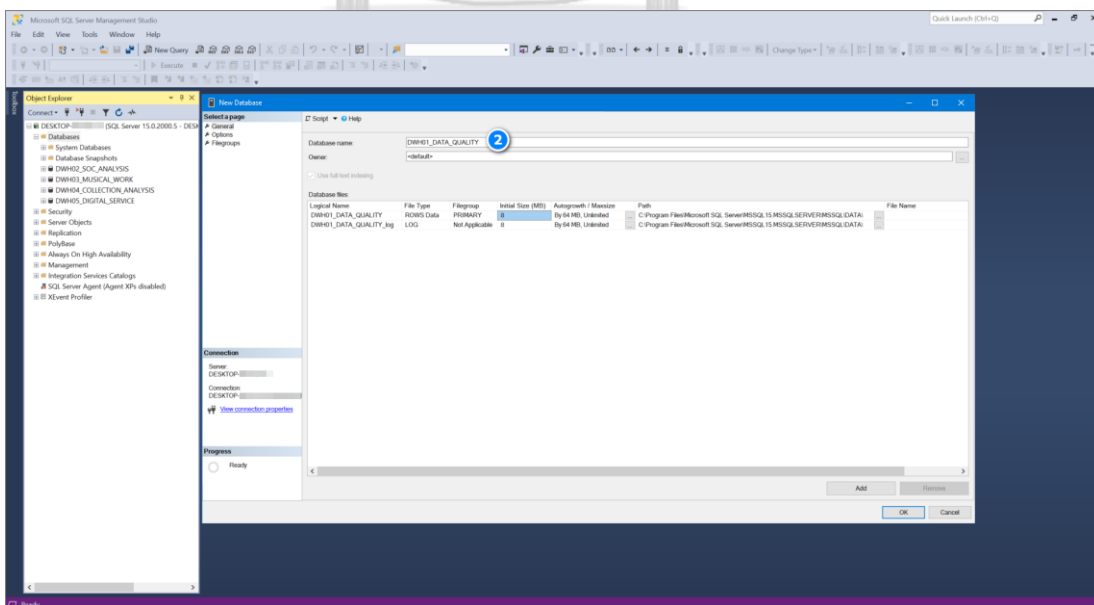 Microsoft SQL Server Management Studio
Quick Launch (Ctrl+Q)
File Edit View Tools Window Help
New Query
Change Type
Execute
Toolbox
Object Explorer
Connect
DESKTOP- (SQL Server 15.0.2000.5 - DESK
Databases
System Databases
Database Snapshots
DWH02_SOC_ANALYSIS
DWH03_MUSICAL_WORK
DWH04_COLLECTION_ANALYSIS
DWH05_DIGITAL_SERVICE
Security
Server Objects
Replication
PolyBase
Always On High Availability
Management
Integration Services Catalogs
SQL Server Agent (Agent XPs disabled)
XEvent Profiler
New Database
Select a page
General
Options
Filegroups
Connection
Server:
DESKTOP-
Connection:
DESKTOP-
View connection properties
Progress
Ready
Script Help
Database name: DWH01_DATA_QUALITY
2
Owner: <default>
Use full-text indexing
Database files:
Logical Name File Type Filegroup Initial Size (MB) Autogrowth / Maxsize Path File Name
DWH01_DATA_QUALITY ROWS Data PRIMARY 8 By 64 MB, Unlimited ... C:\Program Files\Microsoft SQL Server\MSSQL15.MSSQLSERVER\MSSQL\DATA\ ...
DWH01_DATA_QUALITY_log LOG Not Applicable 8 By 64 MB, Unlimited ... C:\Program Files\Microsoft SQL Server\MSSQL15.MSSQLSERVER\MSSQL\DATA\ ...
Add Remove
OK Cancel
Ready